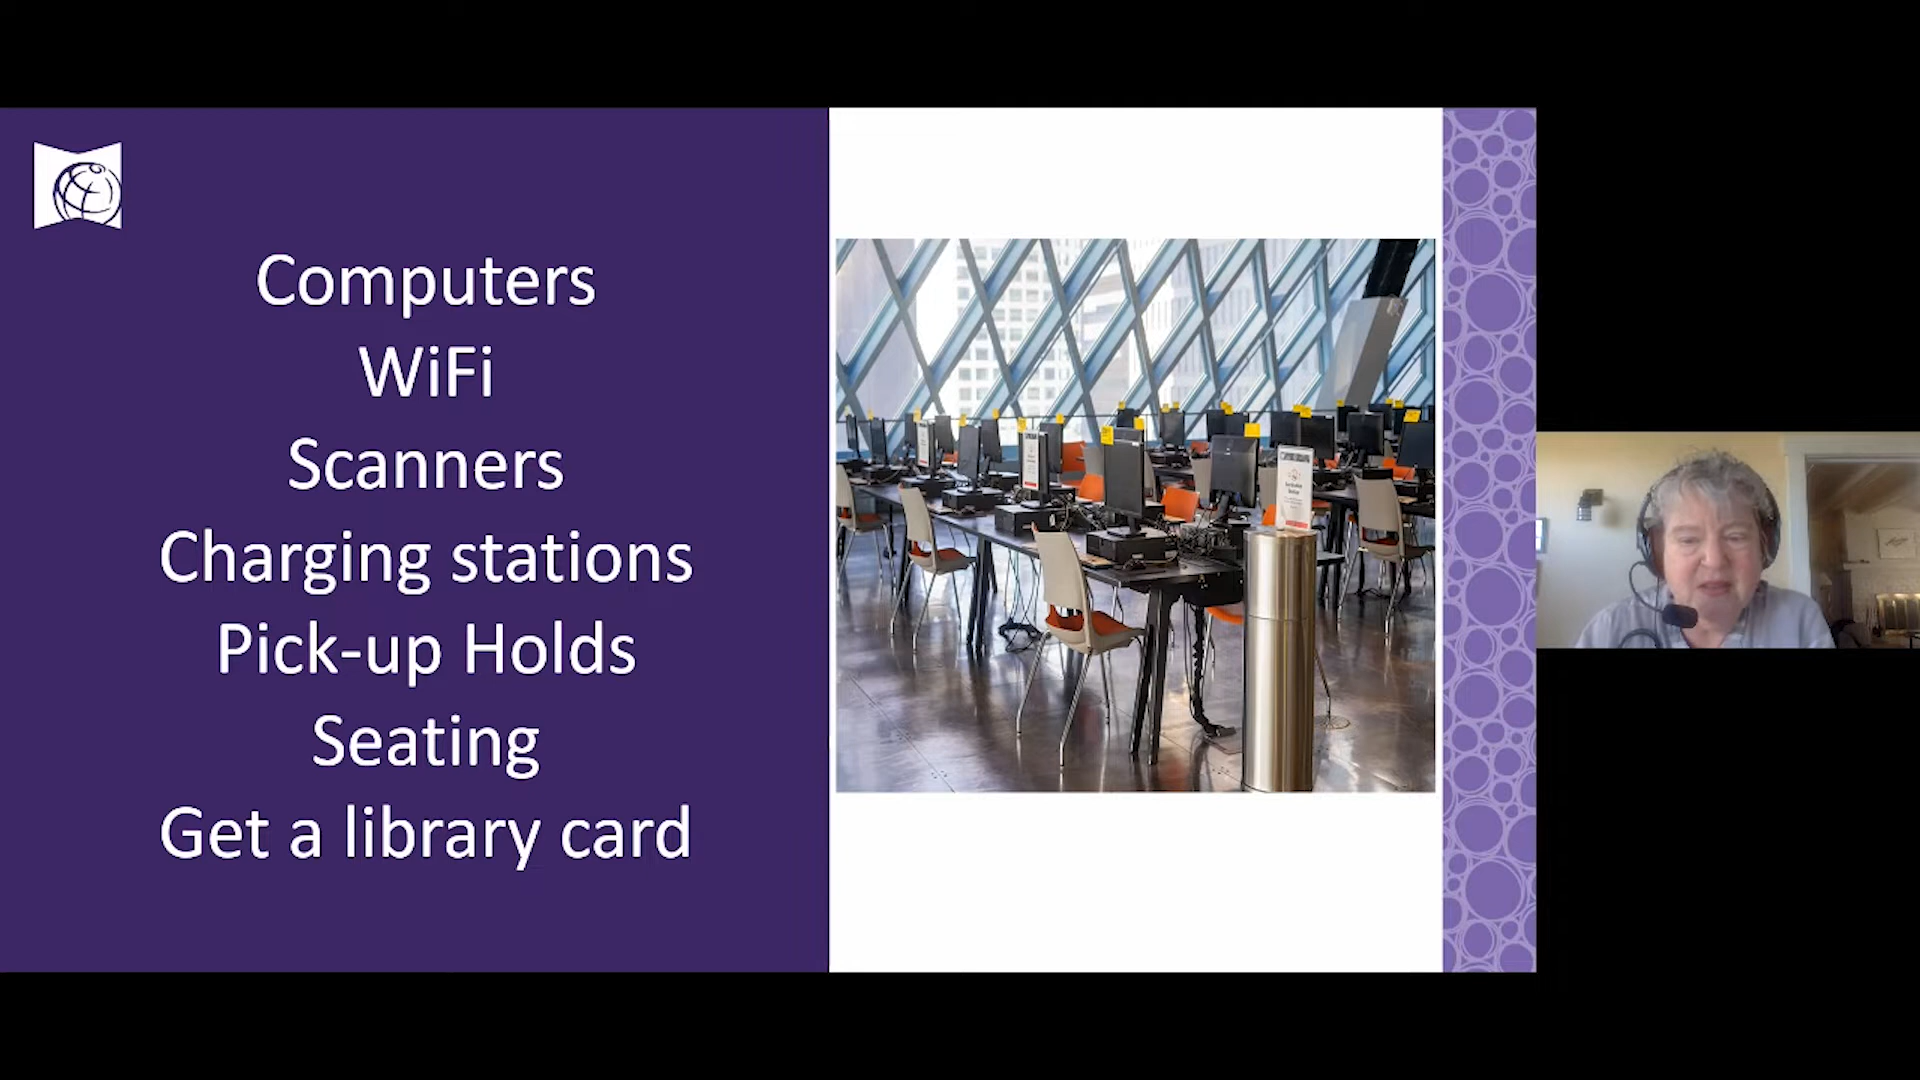 Computers
WiFi
Scanners
Charging stations
Pick-up Holds
Seating
Get a library card